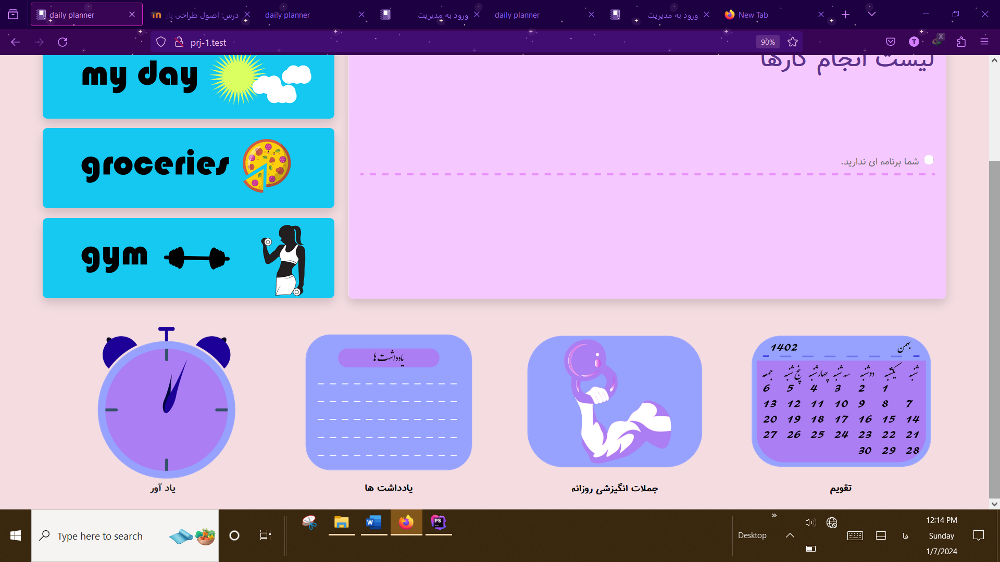 daily planner
درس: اصول طراحی پا
daily planner
ورود به مدیریت
daily planner
ورود به مدیریت
New Tab
prj-1.test
90%
T
X
my day
لیست انجام کارها
groceries
شما برنامه ای ندارید.
gym
یادداشت ها
1402 بهمن
شنبه یکشنبه دوشنبه سه شنبه چهارشنبه پنج شنبه جمعه
6 5 4 3 2 1
13 12 11 10 9 8 7
20 19 18 17 16 15 14
27 26 25 24 23 22 21
30 29 28
یاد آور
یادداشت ها
جملات انگیزشی روزانه
تقویم
Type here to search
W
PS
Desktop
فا
12:14 PM
Sunday
1/7/2024